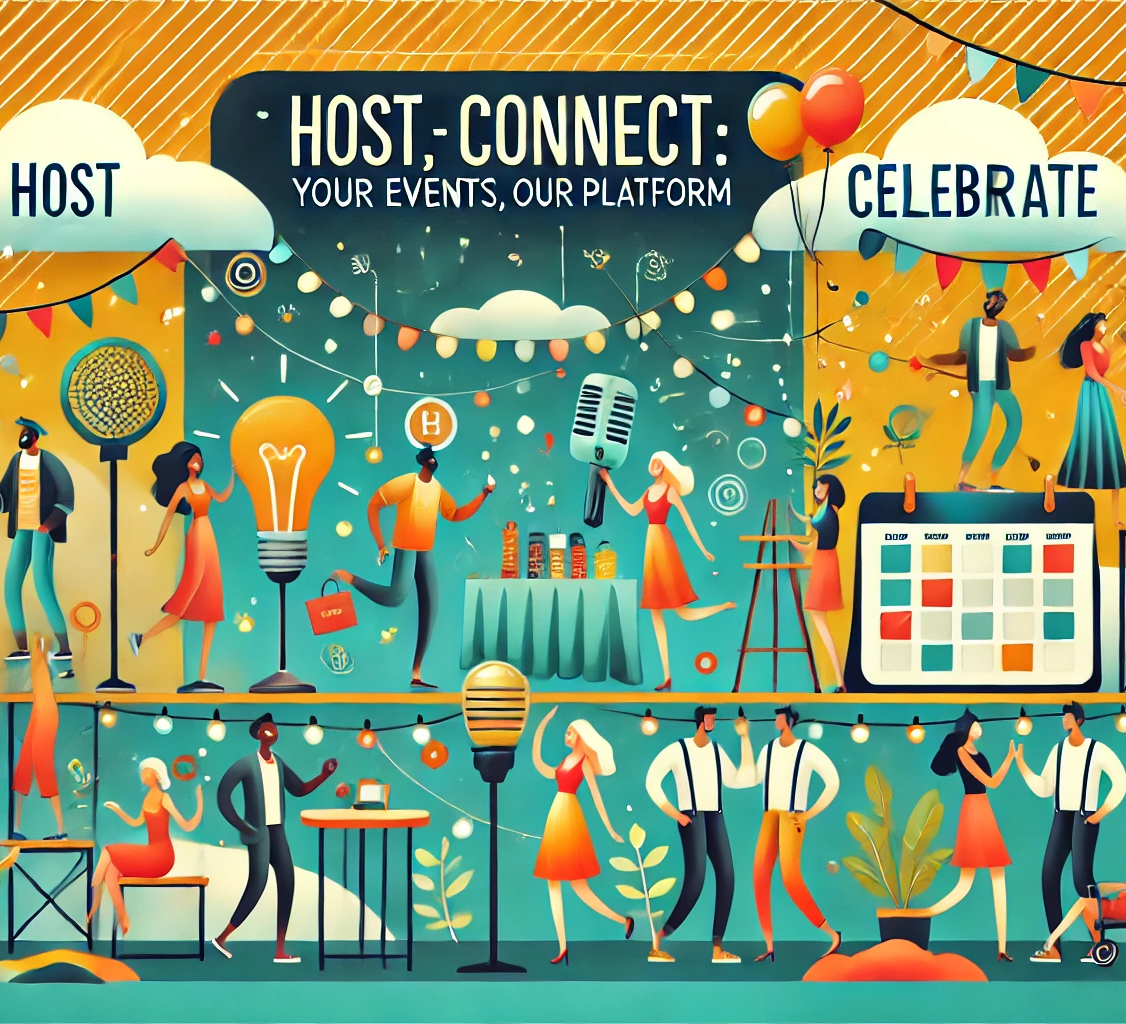 HOST,- CONNECT:
YOUR EVENTS, OUR PLATFORM
HOST
CELEBRATE
H
©